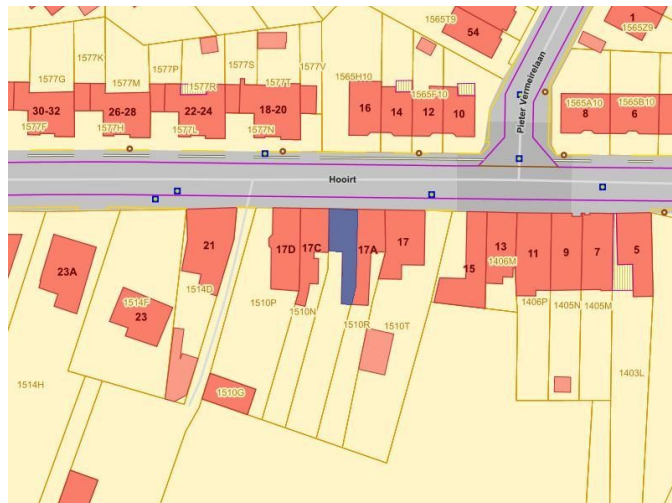 1565T9
54
1
1565Z9
1577K
1577G
1577M
1577P
1577R
1577S
1577T
1577V
1565H10
1565F10
30-32
26-28
22-24
18-20
16
14
12
10
8
6
1565A10
1565B10
1577F
1577H
1577L
1577N
Pieter Vermeirelaan
Hooirt
23A
21
17D
17C
17A
17
15
13
11
9
7
5
1406M
1514F
23
1514D
1510P
1510N
1510R
1510T
1406P
1405N
1405M
1403L
1514H
1510G